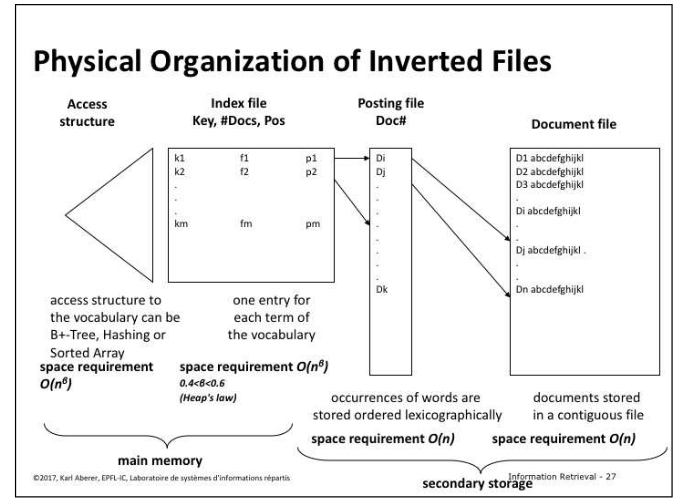 Physical Organization of Inverted Files
Access
structure
Index file
Key, #Docs, Pos
Posting file
Doc#
Document file
k1 f1 p1
k2 f2 p2
.
.
.
km fm pm
Di
Dj
.
.
.
.
.
.
.
.
Dk
D1 abcdefghijkl
D2 abcdefghijkl
D3 abcdefghijkl
.
Di abcdefghijkl
.
.
Dj abcdefghijkl .
.
.
Dn abcdefghijkl
access structure to
the vocabulary can be
B+-Tree, Hashing or
Sorted Array
space requirement
O(nᵝ)
one entry for
each term of
the vocabulary
space requirement O(nᵝ)
0.4<β<0.6
(Heap's law)
occurrences of words are
stored ordered lexicographically
space requirement O(n)
documents stored
in a contiguous file
space requirement O(n)
main memory
secondary storage
©2017, Karl Aberer, EPFL-IC, Laboratoire de systèmes d'informations répartis
Information Retrieval - 27